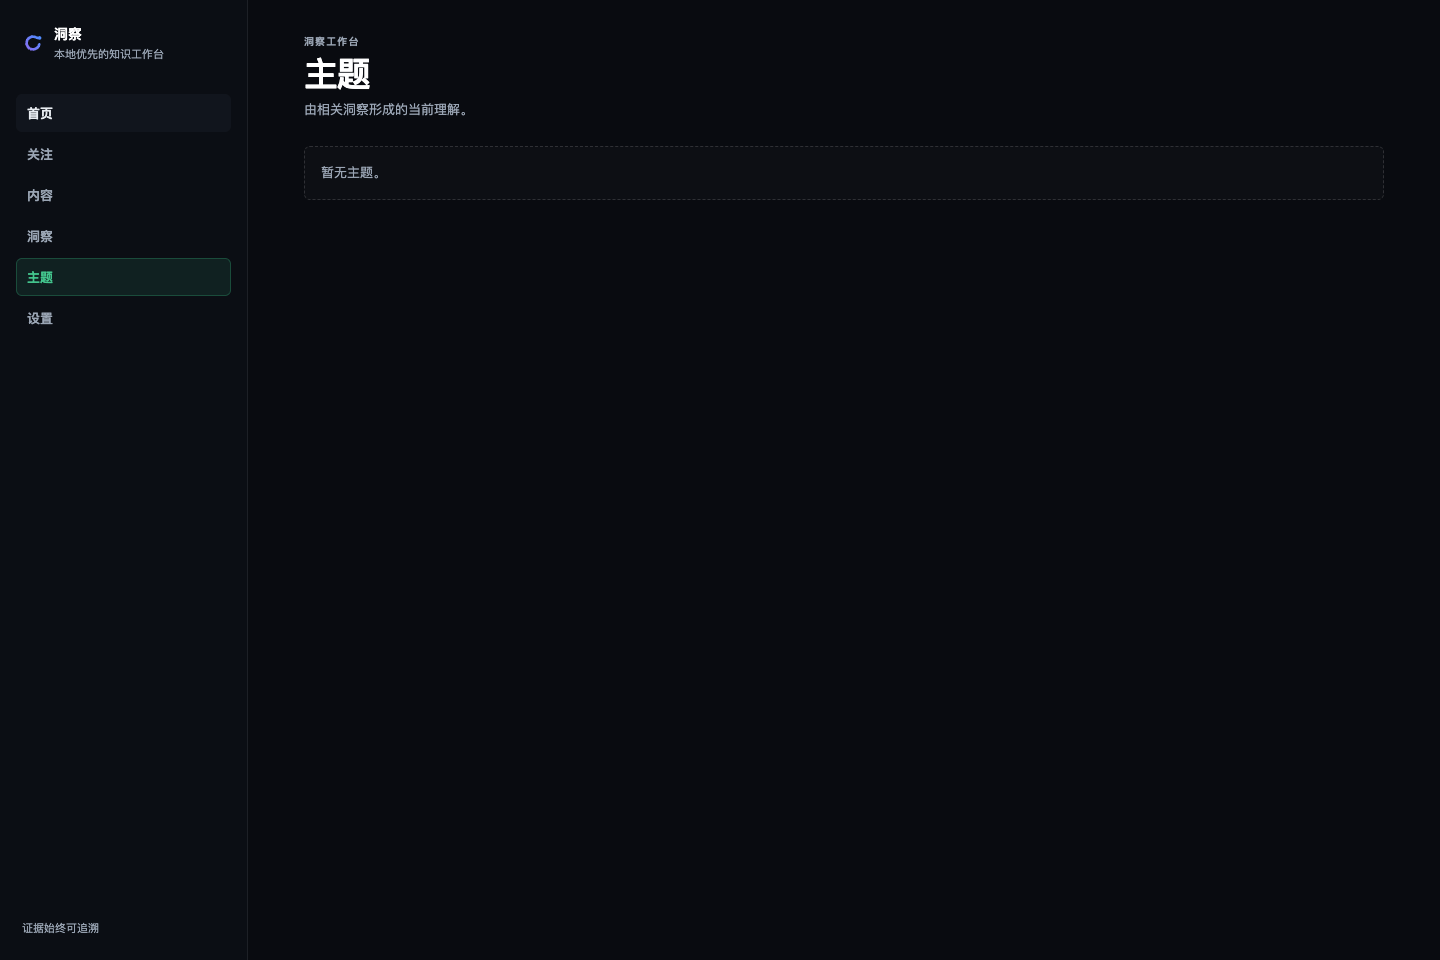 洞察
本地优先的知识工作台
首页
关注
内容
洞察
主题
设置
证据始终可追溯
洞察工作台
主题
由相关洞察形成的当前理解。
暂无主题。